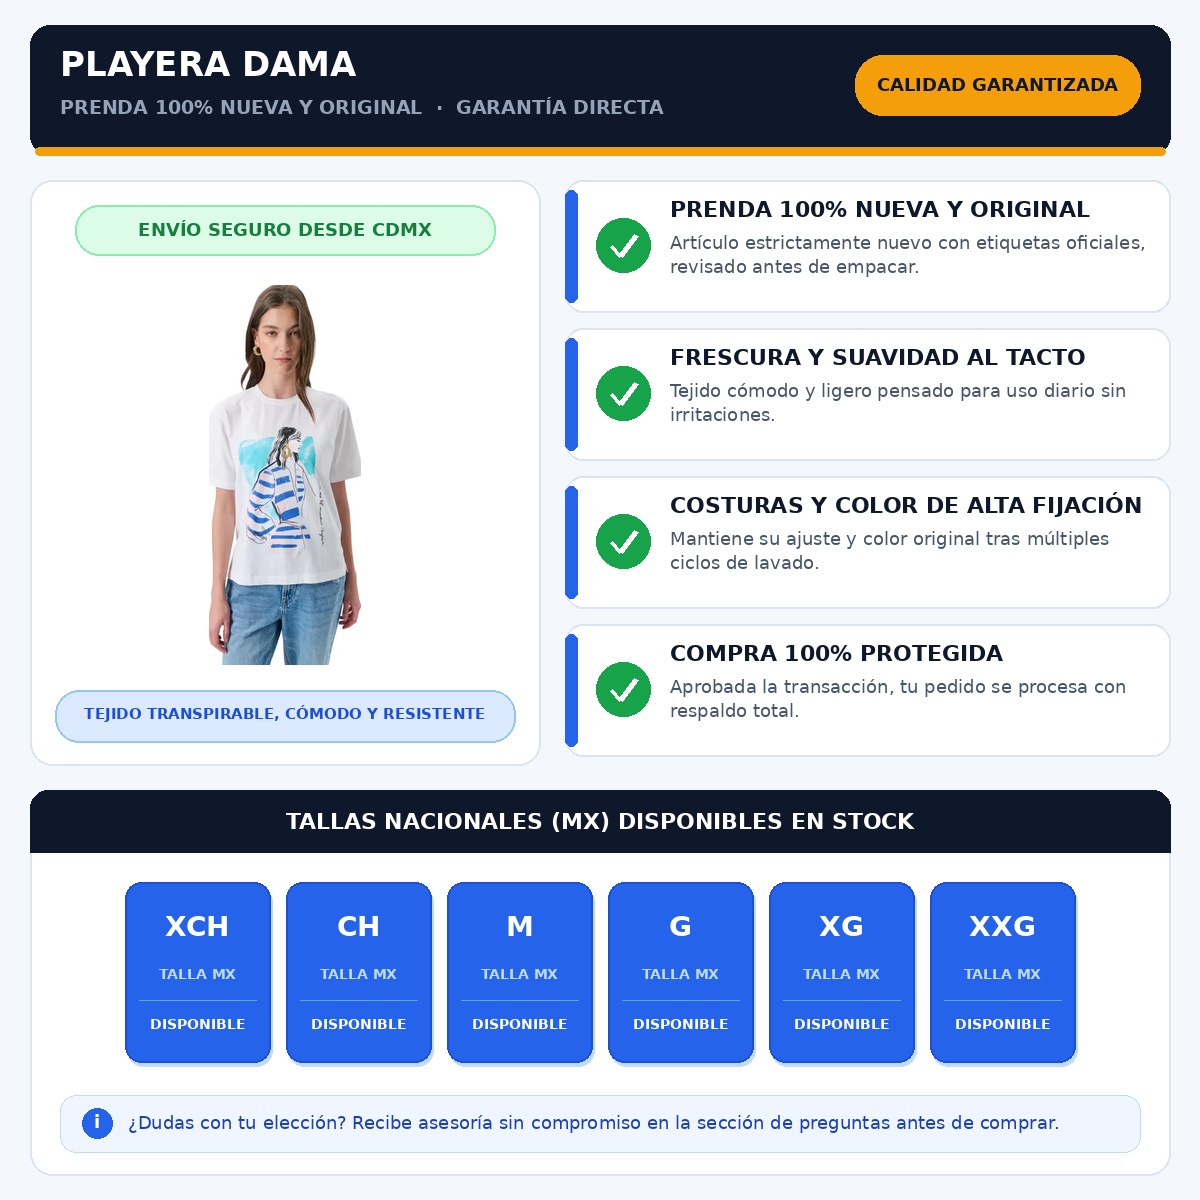 PLAYERA DAMA
PRENDA 100% NUEVA Y ORIGINAL · GARANTÍA DIRECTA
CALIDAD GARANTIZADA
ENVÍO SEGURO DESDE CDMX
TEJIDO TRANSPIRABLE, CÓMODO Y RESISTENTE
PRENDA 100% NUEVA Y ORIGINAL
Artículo estrictamente nuevo con etiquetas oficiales,
revisado antes de empacar.
FRESCURA Y SUAVIDAD AL TACTO
Tejido cómodo y ligero pensado para uso diario sin
irritaciones.
COSTURAS Y COLOR DE ALTA FIJACIÓN
Mantiene su ajuste y color original tras múltiples
ciclos de lavado.
COMPRA 100% PROTEGIDA
Aprobada la transacción, tu pedido se procesa con
respaldo total.
TALLAS NACIONALES (MX) DISPONIBLES EN STOCK
XCH
TALLA MX
DISPONIBLE
CH
TALLA MX
DISPONIBLE
M
TALLA MX
DISPONIBLE
G
TALLA MX
DISPONIBLE
XG
TALLA MX
DISPONIBLE
XXG
TALLA MX
DISPONIBLE
i
¿Dudas con tu elección? Recibe asesoría sin compromiso en la sección de preguntas antes de comprar.